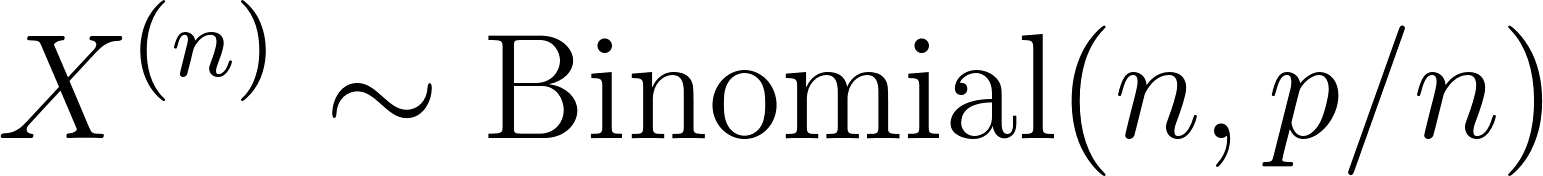 X^{(n)} ∼ Binomial(n, p/n)